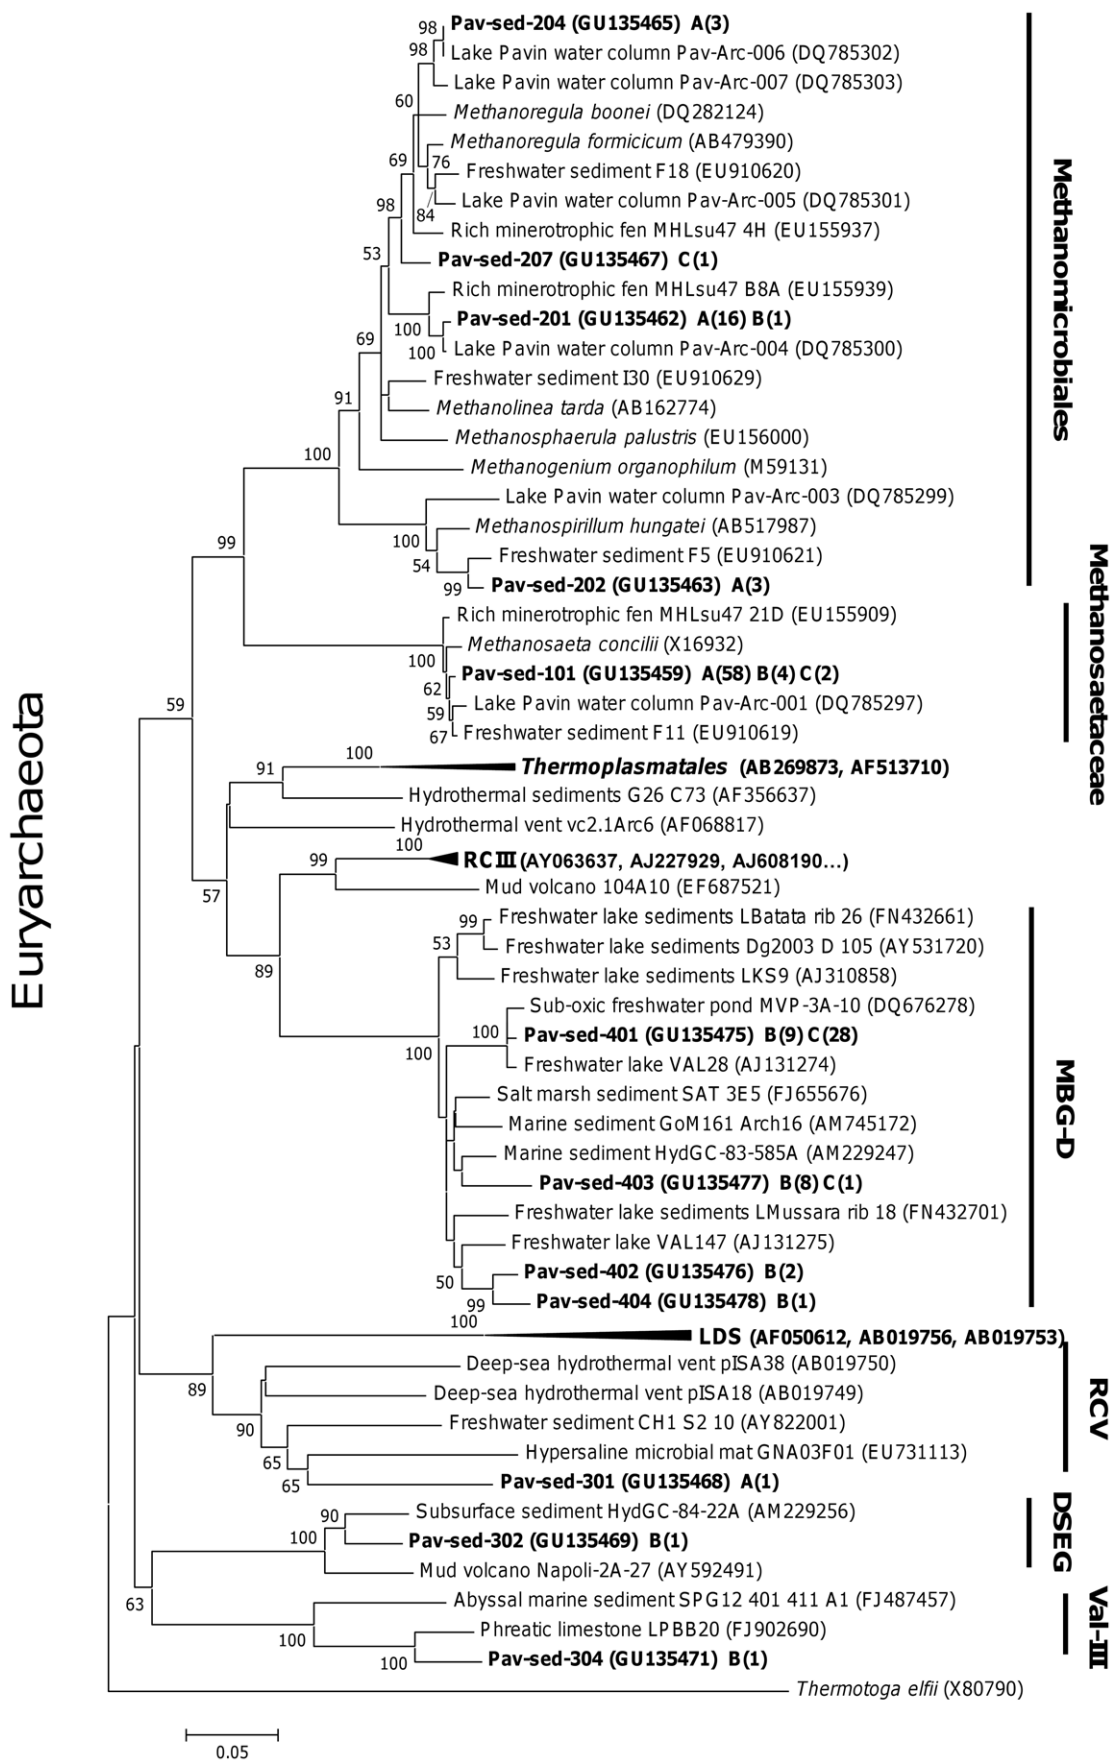 98
Pav-sed-204 (GU135465) A(3)
98
Lake Pavin water column Pav-Arc-006 (DQ785302)
Lake Pavin water column Pav-Arc-007 (DQ785303)
60
Methanoregula boonei (DQ282124)
Methanoregula formicicum (AB479390)
69
76
Freshwater sediment F18 (EU910620)
98
84
Lake Pavin water column Pav-Arc-005 (DQ785301)
Rich minerotrophic fen MHLsu47 4H (EU155937)
53
Pav-sed-207 (GU135467) C(1)
Rich minerotrophic fen MHLsu47 B8A (EU155939)
100
Pav-sed-201 (GU135462) A(16) B(1)
69
100
Lake Pavin water column Pav-Arc-004 (DQ785300)
Freshwater sediment I30 (EU910629)
91
Methanolinea tarda (AB162774)
Methanosphaerula palustris (EU156000)
100
Methanogenium organophilum (M59131)
Lake Pavin water column Pav-Arc-003 (DQ785299)
Methanospirillum hungatei (AB517987)
99
100
54
Freshwater sediment F5 (EU910621)
99
Pav-sed-202 (GU135463) A(3)
Methanomicrobiales
Rich minerotrophic fen MHLsu47 21D (EU155909)
Methanosaeta concilii (X16932)
100
Pav-sed-101 (GU135459) A(58) B(4) C(2)
62
59
59
Lake Pavin water column Pav-Arc-001 (DQ785297)
67
Freshwater sediment F11 (EU910619)
Methanosaetaceae
Euryarchaeota
91
100
Thermoplasmatales (AB269873, AF513710)
Hydrothermal sediments G26 C73 (AF356637)
Hydrothermal vent vc2.1Arc6 (AF068817)
57
99
100
RCIII (AY063637, AJ227929, AJ608190...)
Mud volcano 104A10 (EF687521)
99
Freshwater lake sediments LBatata rib 26 (FN432661)
53
Freshwater lake sediments Dg2003 D 105 (AY531720)
89
Freshwater lake sediments LKS9 (AJ310858)
Sub-oxic freshwater pond MVP-3A-10 (DQ676278)
100
Pav-sed-401 (GU135475) B(9) C(28)
100
Freshwater lake VAL28 (AJ131274)
Salt marsh sediment SAT 3E5 (FJ655676)
Marine sediment GoM161 Arch16 (AM745172)
Marine sediment HydGC-83-585A (AM229247)
Pav-sed-403 (GU135477) B(8) C(1)
Freshwater lake sediments LMussara rib 18 (FN432701)
Freshwater lake VAL147 (AJ131275)
50
Pav-sed-402 (GU135476) B(2)
99
Pav-sed-404 (GU135478) B(1)
MBG-D
100
LDS (AF050612, AB019756, AB019753)
Deep-sea hydrothermal vent pISA38 (AB019750)
89
Deep-sea hydrothermal vent pISA18 (AB019749)
90
Freshwater sediment CH1 S2 10 (AY822001)
65
Hypersaline microbial mat GNA03F01 (EU731113)
65
Pav-sed-301 (GU135468) A(1)
RCV
90
Subsurface sediment HydGC-84-22A (AM229256)
100
Pav-sed-302 (GU135469) B(1)
Mud volcano Napoli-2A-27 (AY592491)
DSEG
63
Abyssal marine sediment SPG12 401 411 A1 (FJ487457)
100
Phreatic limestone LPBB20 (FJ902690)
100
Pav-sed-304 (GU135471) B(1)
Val-III
Thermotoga elfii (X80790)
0.05